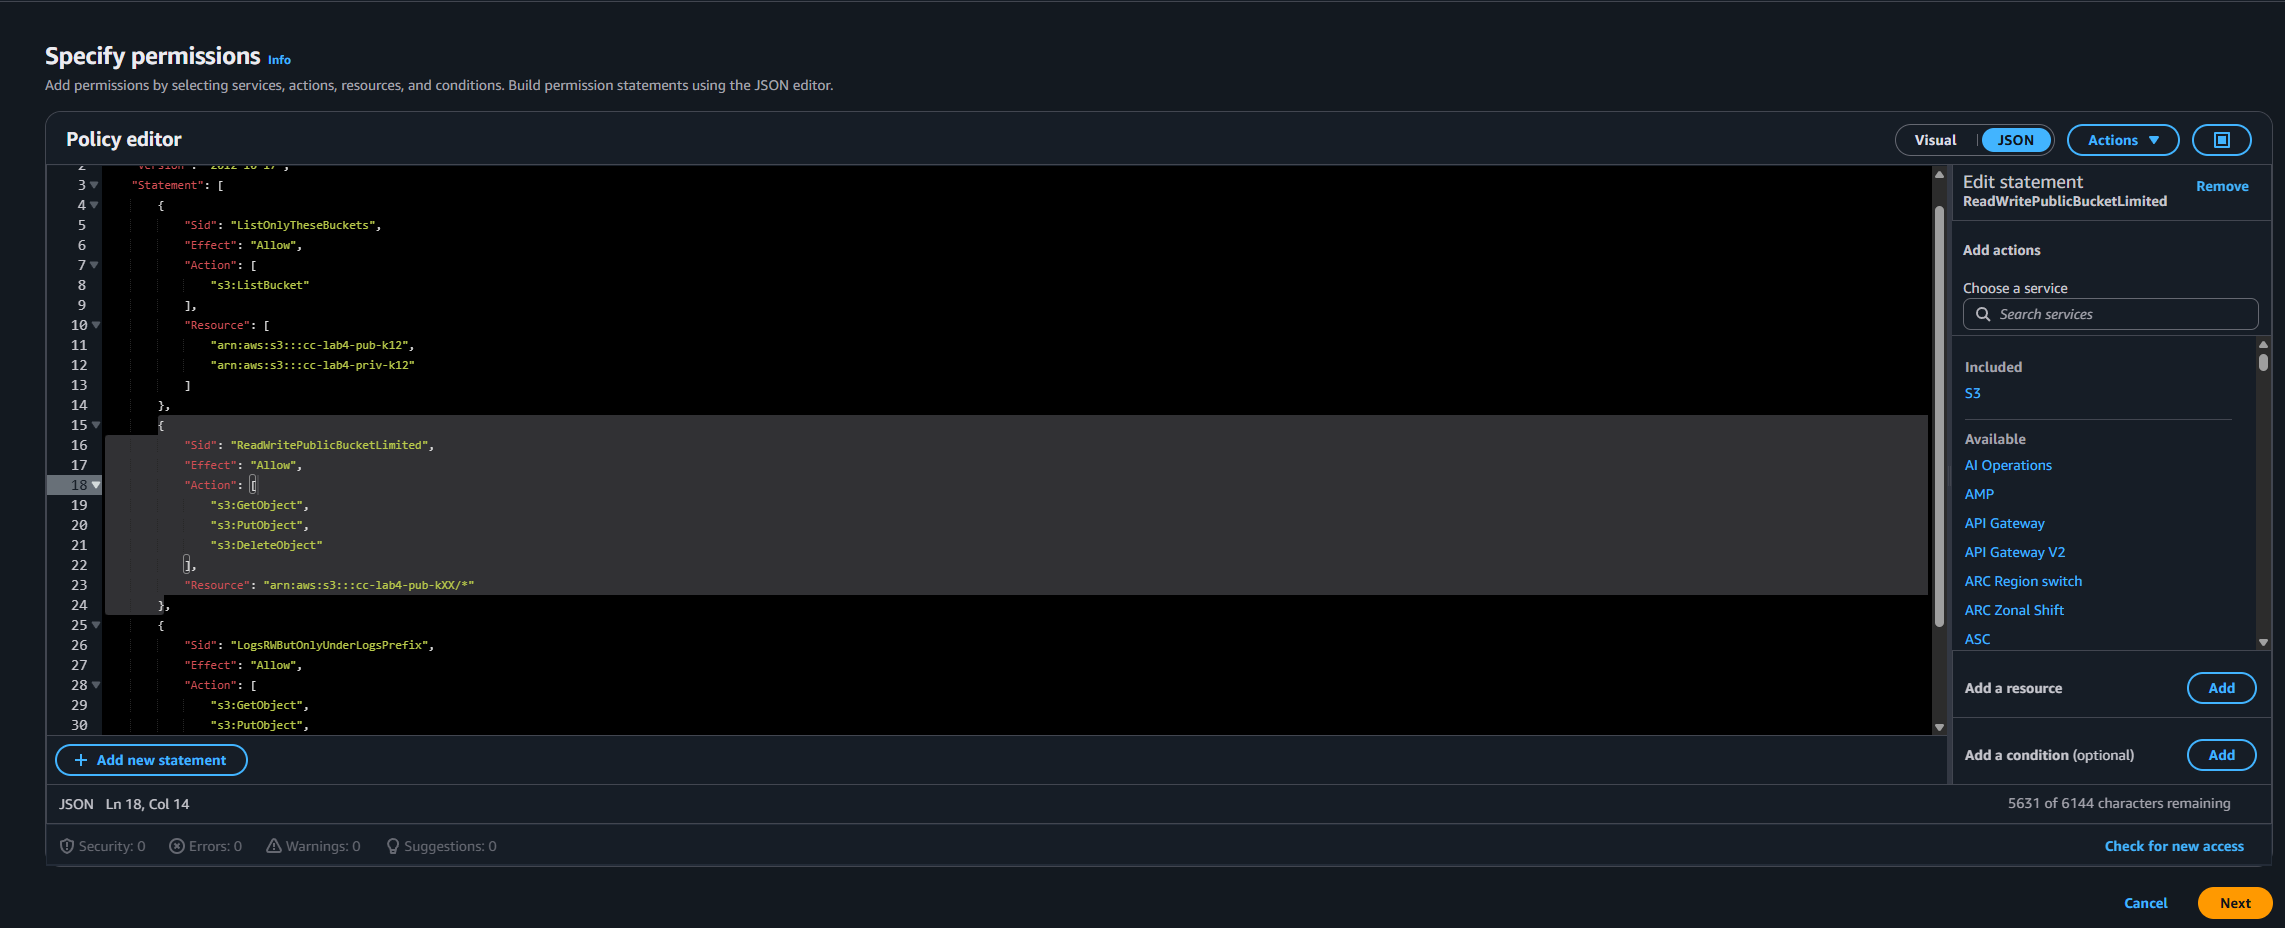 Specify permissions Info
Add permissions by selecting services, actions, resources, and conditions. Build permission statements using the JSON editor.
Policy editor
Visual JSON Actions
2 "Version": "2012-10-17",
3 "Statement": [
4 {
5 "Sid": "ListOnlyTheseBuckets",
6 "Effect": "Allow",
7 "Action": [
8 "s3:ListBucket"
9 ],
10 "Resource": [
11 "arn:aws:s3:::cc-lab4-pub-k12",
12 "arn:aws:s3:::cc-lab4-priv-k12"
13 ]
14 },
15 {
16 "Sid": "ReadWritePublicBucketLimited",
17 "Effect": "Allow",
18 "Action": [
19 "s3:GetObject",
20 "s3:PutObject",
21 "s3:DeleteObject"
22 ],
23 "Resource": "arn:aws:s3:::cc-lab4-pub-kXX/*"
24 },
25 {
26 "Sid": "LogsRWButOnlyUnderLogsPrefix",
27 "Effect": "Allow",
28 "Action": [
29 "s3:GetObject",
30 "s3:PutObject",
+ Add new statement
Edit statement
Remove
ReadWritePublicBucketLimited
Add actions
Choose a service
Search services
Included
S3
Available
AI Operations
AMP
API Gateway
API Gateway V2
ARC Region switch
ARC Zonal Shift
ASC
Add a resource Add
Add a condition (optional) Add
JSON Ln 18, Col 14
5631 of 6144 characters remaining
Security: 0 Errors: 0 Warnings: 0 Suggestions: 0
Check for new access
Cancel Next